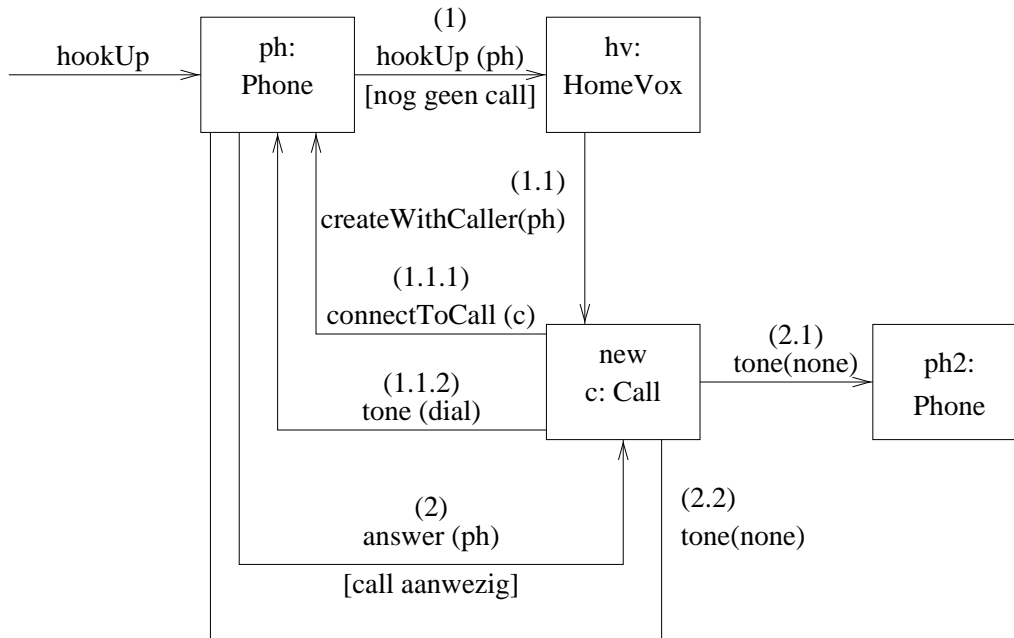 (1)
hookUp
ph:
Phone
hookUp (ph)
[nog geen call]
hv:
HomeVox
(1.1)
createWithCaller(ph)
(1.1.1)
connectToCall (c)
new
c: Call
(2.1)
tone(none)
ph2:
Phone
(1.1.2)
tone (dial)
(2)
answer (ph)
[call aanwezig]
(2.2)
tone(none)